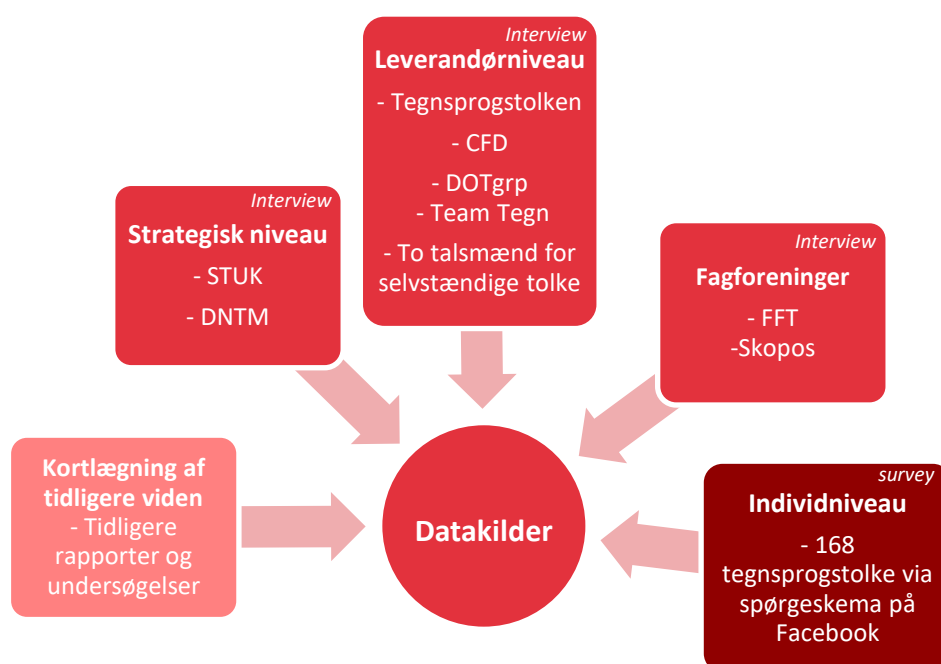 Interview
Leverandørniveau
- Tegnsprogstolken
- CFD
- DOTgrp
- Team Tegn
- To talsmænd for
selvstændige tolke
Interview
Strategisk niveau
- STUK
- DNTM
Interview
Fagforeninger
- FFT
-Skopos
Kortlægning af
tidligere viden
- Tidligere
rapporter og
undersøgelser
Datakilder
survey
Individniveau
- 168
tegnsprogstolke via
spørgeskema på
Facebook